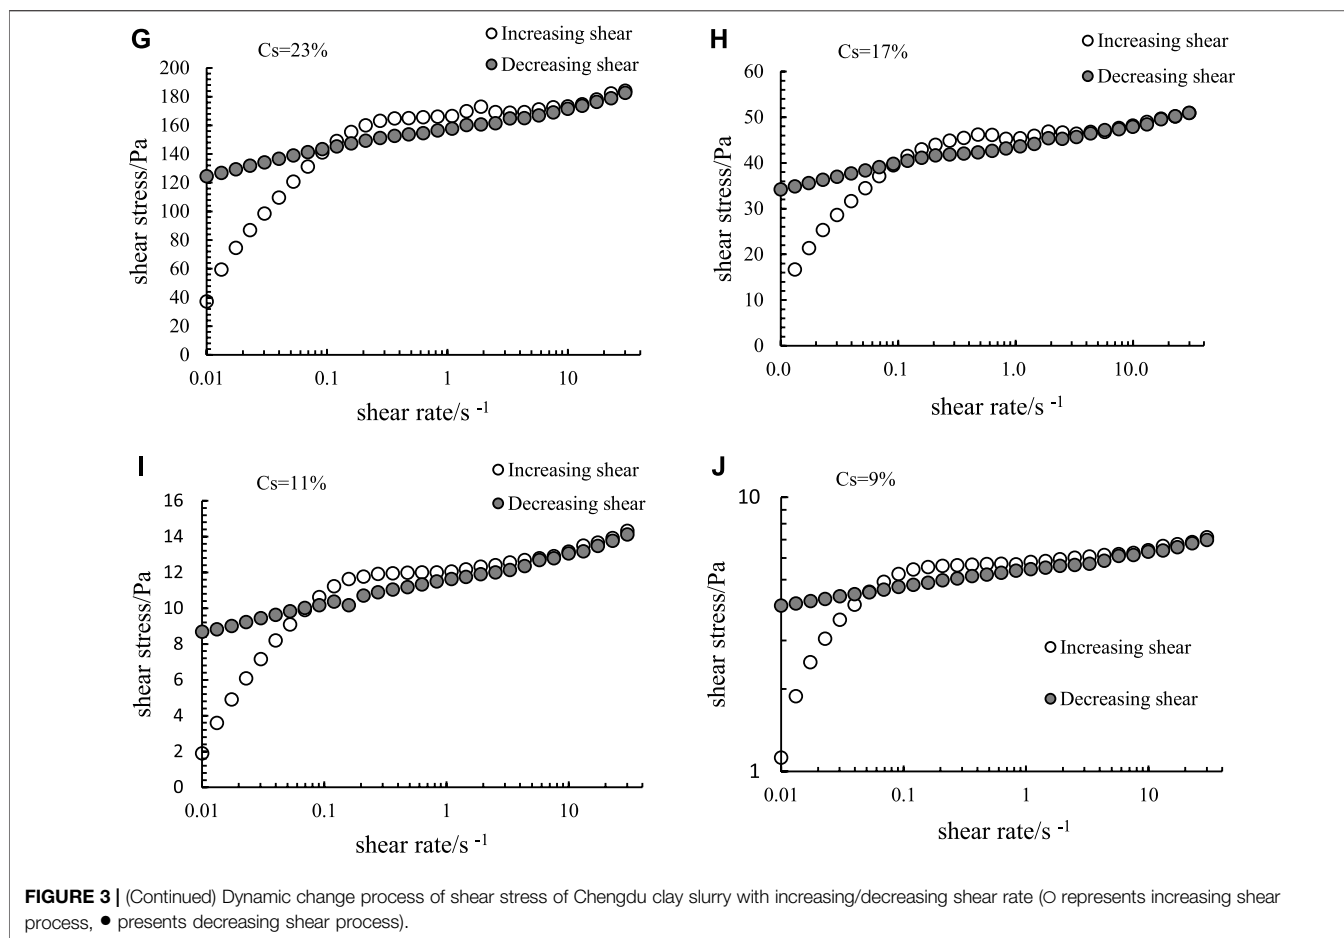 G
Cs=23%
Increasing shear
Decreasing shear
200
180
160
140
120
100
80
60
40
20
0
shear stress/Pa
0.01 0.1 1 10
shear rate/s -1
H
Cs=17%
Increasing shear
Decreasing shear
60
50
40
30
20
10
0
shear stress/Pa
0.0 0.1 1.0 10.0
shear rate/s -1
I
Cs=11%
Increasing shear
Decreasing shear
16
14
12
10
8
6
4
2
0
shear stress/Pa
0.01 0.1 1 10
shear rate/s -1
J
Cs=9%
10
1
shear stress/Pa
Increasing shear
Decreasing shear
0.01 0.1 1 10
shear rate/s -1
FIGURE 3 | (Continued) Dynamic change process of shear stress of Chengdu clay slurry with increasing/decreasing shear rate (O represents increasing shear
process, ● presents decreasing shear process).